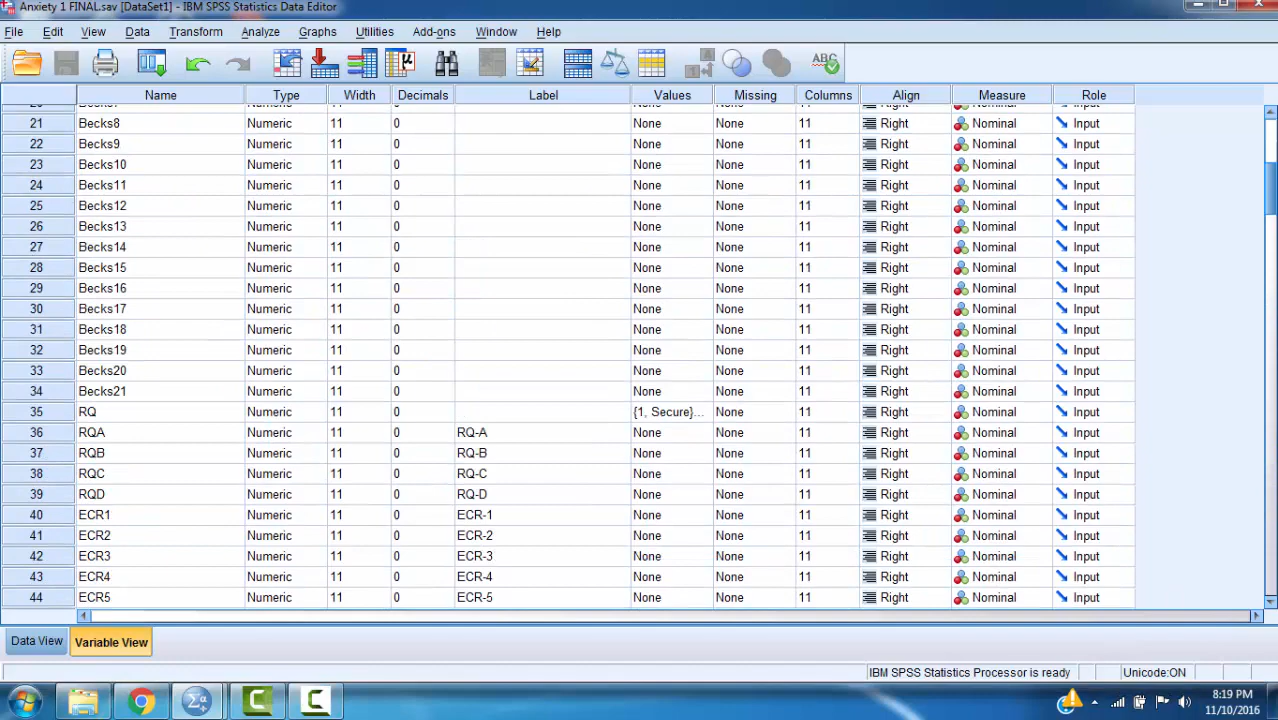 Anxiety 1 FINAL.sav [DataSet1] - IBM SPSS Statistics Data Editor
File Edit View Data Transform Analyze Graphs Utilities Add-ons Window Help
Name Type Width Decimals Label Values Missing Columns Align Measure Role
21 Becks8 Numeric 11 0 None None 11 Right Nominal Input
22 Becks9 Numeric 11 0 None None 11 Right Nominal Input
23 Becks10 Numeric 11 0 None None 11 Right Nominal Input
24 Becks11 Numeric 11 0 None None 11 Right Nominal Input
25 Becks12 Numeric 11 0 None None 11 Right Nominal Input
26 Becks13 Numeric 11 0 None None 11 Right Nominal Input
27 Becks14 Numeric 11 0 None None 11 Right Nominal Input
28 Becks15 Numeric 11 0 None None 11 Right Nominal Input
29 Becks16 Numeric 11 0 None None 11 Right Nominal Input
30 Becks17 Numeric 11 0 None None 11 Right Nominal Input
31 Becks18 Numeric 11 0 None None 11 Right Nominal Input
32 Becks19 Numeric 11 0 None None 11 Right Nominal Input
33 Becks20 Numeric 11 0 None None 11 Right Nominal Input
34 Becks21 Numeric 11 0 None None 11 Right Nominal Input
35 RQ Numeric 11 0 {1, Secure}... None 11 Right Nominal Input
36 RQA Numeric 11 0 RQ-A None None 11 Right Nominal Input
37 RQB Numeric 11 0 RQ-B None None 11 Right Nominal Input
38 RQC Numeric 11 0 RQ-C None None 11 Right Nominal Input
39 RQD Numeric 11 0 RQ-D None None 11 Right Nominal Input
40 ECR1 Numeric 11 0 ECR-1 None None 11 Right Nominal Input
41 ECR2 Numeric 11 0 ECR-2 None None 11 Right Nominal Input
42 ECR3 Numeric 11 0 ECR-3 None None 11 Right Nominal Input
43 ECR4 Numeric 11 0 ECR-4 None None 11 Right Nominal Input
44 ECR5 Numeric 11 0 ECR-5 None None 11 Right Nominal Input
Data View Variable View
IBM SPSS Statistics Processor is ready Unicode:ON
8:19 PM
11/10/2016